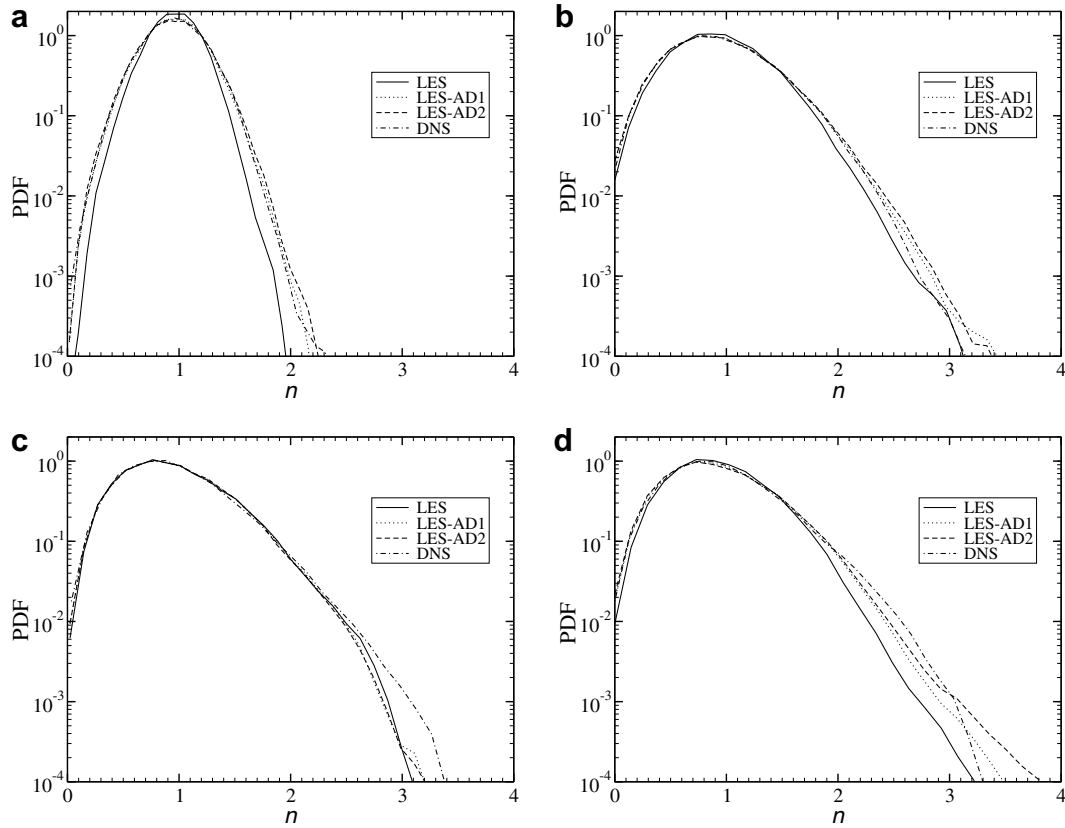 a
PDF
10^0
10^-1
10^-2
10^-3
10^-4
0 1 2 3 4
n
LES
LES-AD1
LES-AD2
DNS
b
PDF
10^0
10^-1
10^-2
10^-3
10^-4
0 1 2 3 4
n
LES
LES-AD1
LES-AD2
DNS
c
PDF
10^0
10^-1
10^-2
10^-3
10^-4
0 1 2 3 4
n
LES
LES-AD1
LES-AD2
DNS
d
PDF
10^0
10^-1
10^-2
10^-3
10^-4
0 1 2 3 4
n
LES
LES-AD1
LES-AD2
DNS